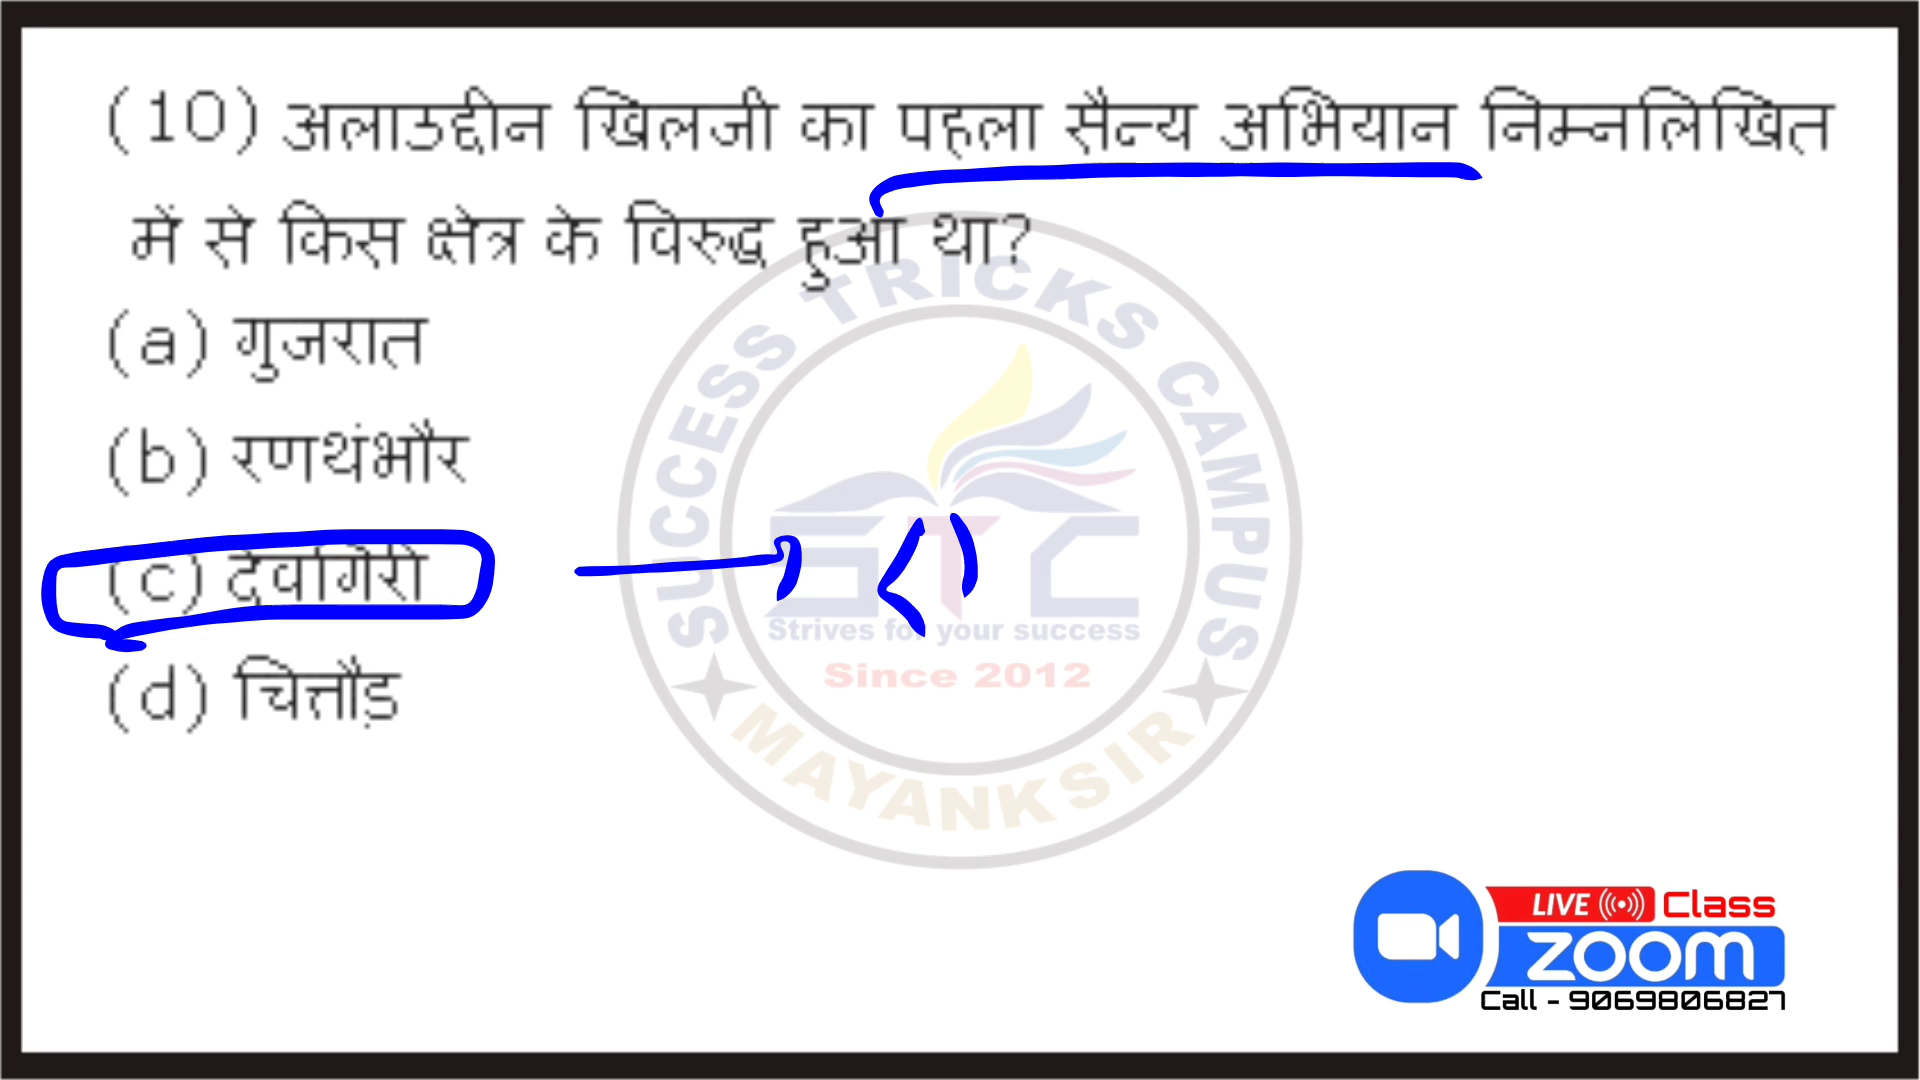 (10) अलाउद्दीन खिलजी का पहला सैन्य अभियान निम्नलिखित
में से किस क्षेत्र के विरुद्ध हुआ था?
(a) गुजरात
(b) रणथंभौर
(c) देवगिरी
(d) चित्तौड़
SUCCESS TRICKS CAMPUS
STC
Strives for your success
Since 2012
MAYANKSIR
LIVE Class
zoom
Call - 9069806827